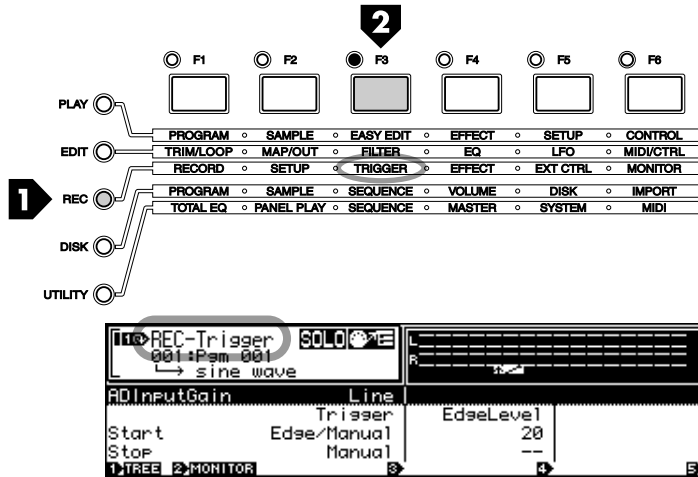 2
F1 F2 F3 F4 F5 F6
PLAY
PROGRAM SAMPLE EASY EDIT EFFECT SETUP CONTROL
EDIT
TRIM/LOOP MAP/OUT FILTER EQ LFO MIDI/CTRL
RECORD SETUP TRIGGER EFFECT EXT CTRL MONITOR
1 REC
PROGRAM SAMPLE SEQUENCE VOLUME DISK IMPORT
TOTAL EQ PANEL PLAY SEQUENCE MASTER SYSTEM MIDI
DISK
UTILITY
REC-Trigger SOLO
001:Pgm 001
sine wave
L
R
ADInputGain Line
Trigger EdgeLevel
Start Edge/Manual 20
Stop Manual --
1 TREE 2 MONITOR 3 4 5